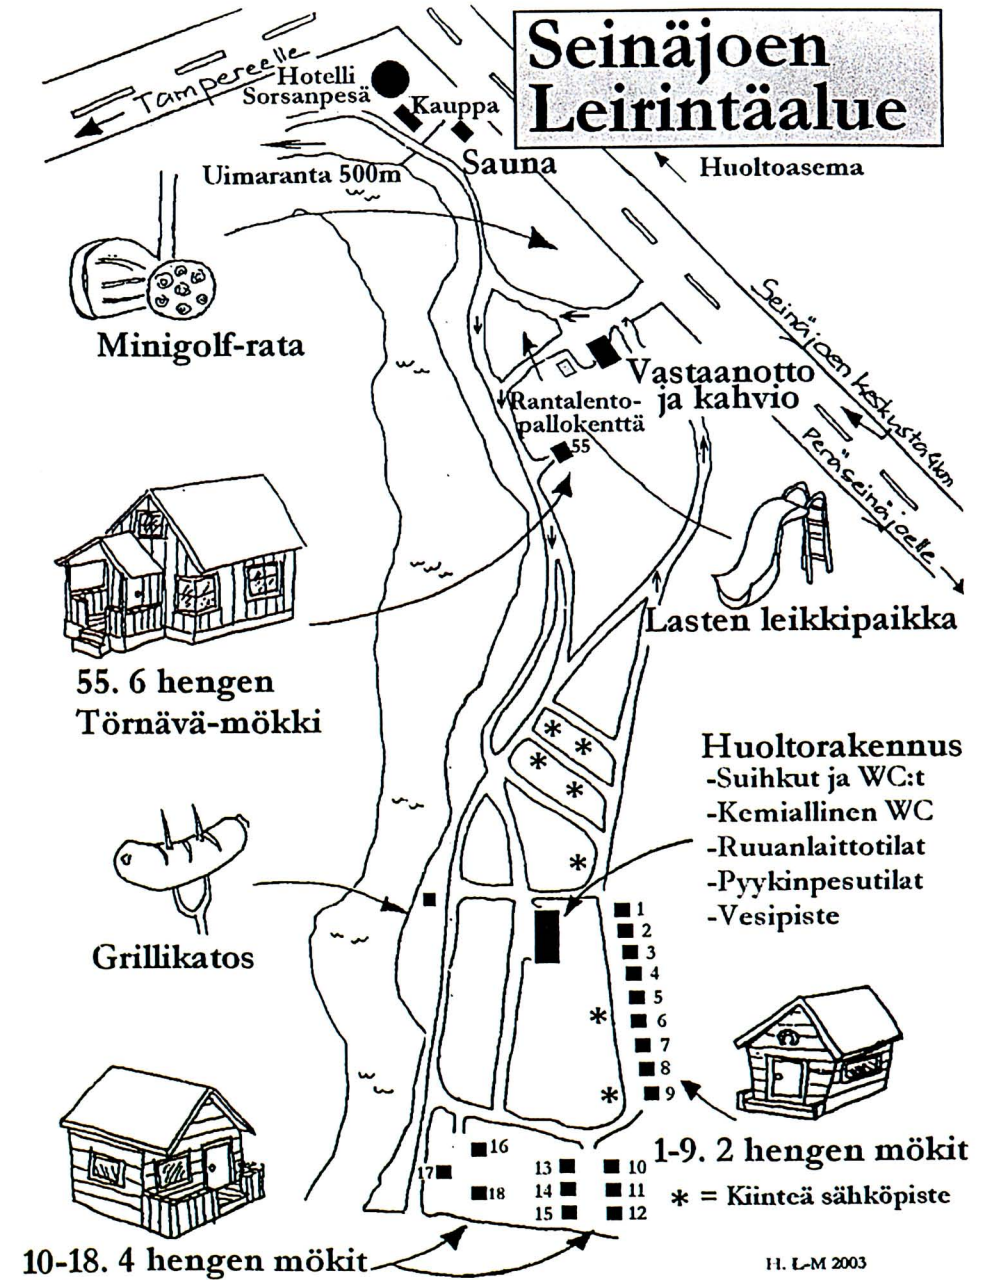 Seinäjoen
Leirintäalue
Tampereelle
Hotelli
Sorsanpesä
Kauppa
Sauna
Uimaranta 500m
Huoltoasema
Minigolf-rata
Seinäjoen keskusta 4km
Peräseinäjoelle
Vastaanotto
ja kahvio
Rantalento-
pallokenttä
55
Lasten leikkipaikka
55. 6 hengen
Törnävä-mökki
Huoltorakennus
-Suihkut ja WC:t
-Kemiallinen WC
-Ruuanlaittotilat
-Pyykinpesutilat
-Vesipiste
Grillikatos
1
2
3
4
5
6
7
8
9
1-9. 2 hengen mökit
* = Kiinteä sähköpiste
16
17
18
13
14
15
10
11
12
10-18. 4 hengen mökit
H. L-M 2003